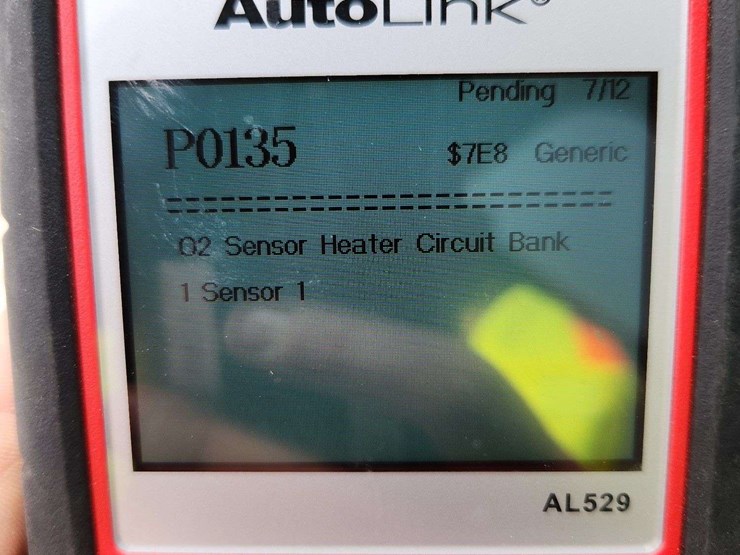 AutoLink®
Pending 7/12
P0135 $7E8 Generic
==============================
O2 Sensor Heater Circuit Bank
1 Sensor 1
AL529